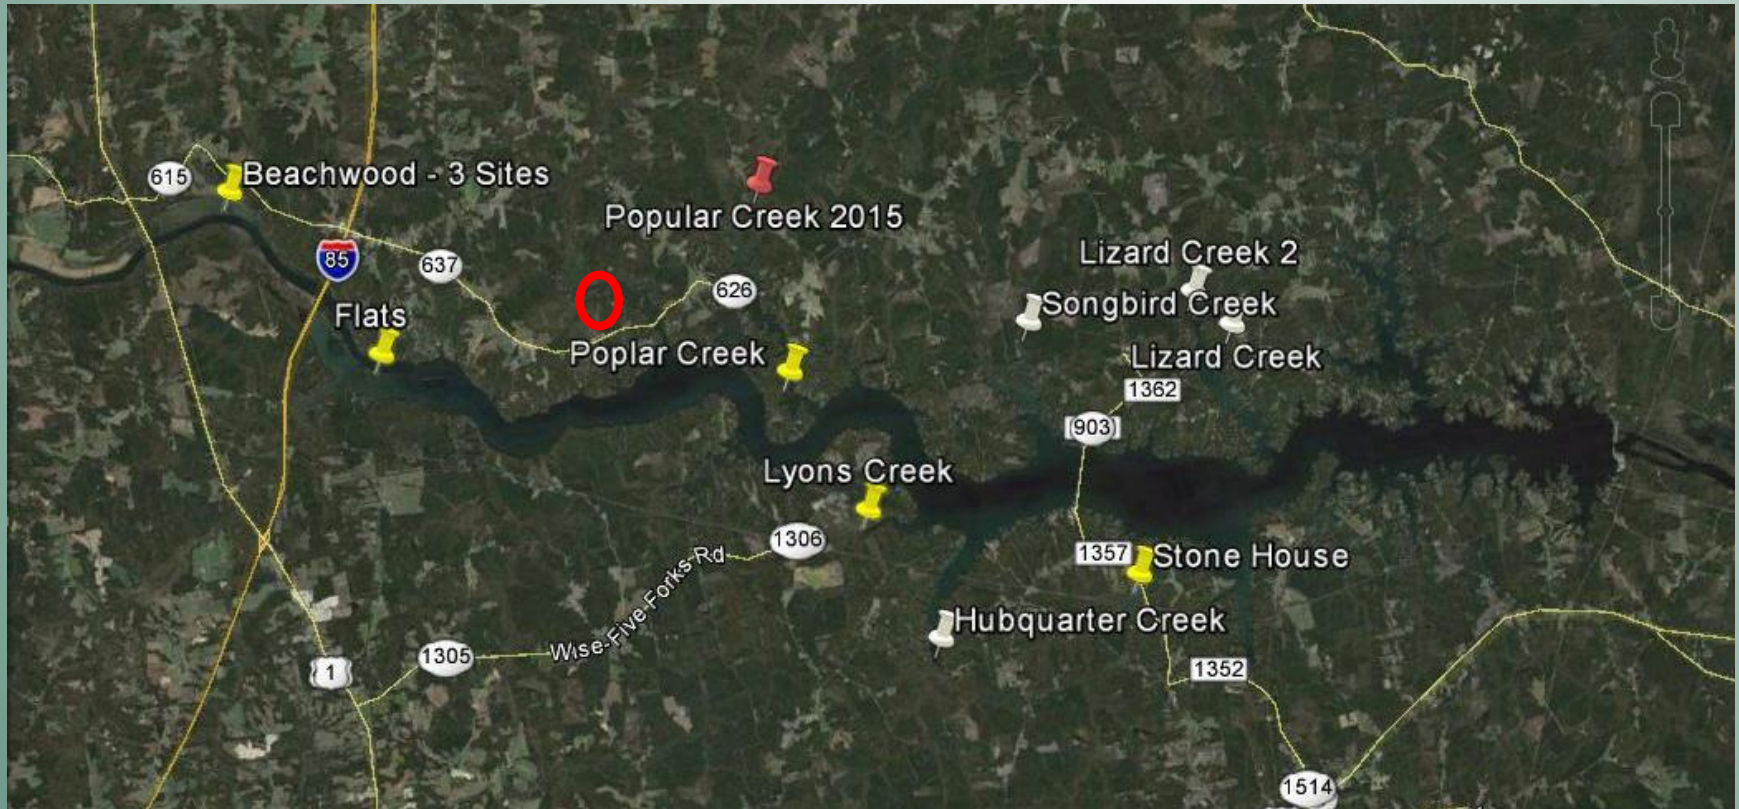 615
Beachwood - 3 Sites
Popular Creek 2015
85
637
626
Lizard Creek 2
Songbird Creek
Flats
Poplar Creek
Lizard Creek
1362
(903)
Lyons Creek
1306
1357
Stone House
Wise-Five-Forks-Rd
Hubquarter Creek
1305
1
1352
1514